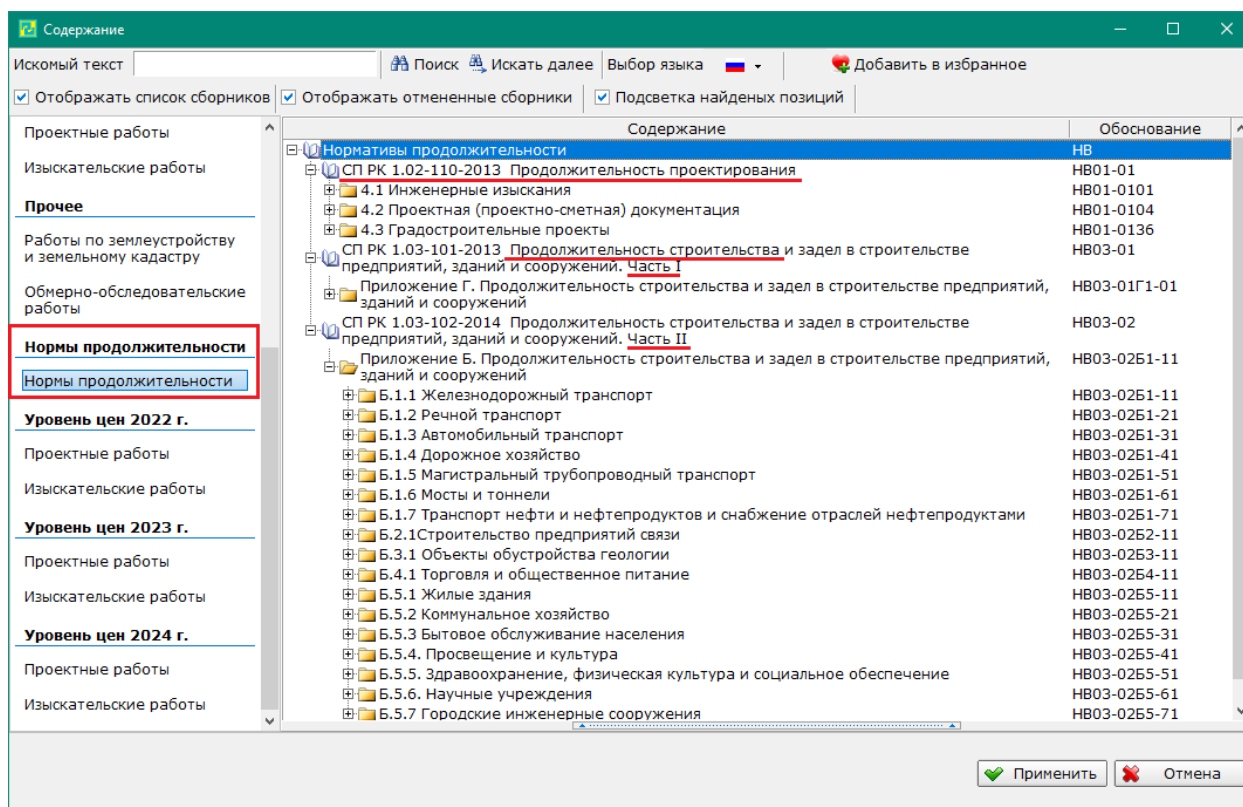 Содержание
Искомый текст Поиск Искать далее Выбор языка Добавить в избранное
Отображать список сборников Отображать отмененные сборники Подсветка найденых позиций
Проектные работы
Изыскательские работы
Прочее
Работы по землеустройству
и земельному кадастру
Обмерно-обследовательские
работы
Нормы продолжительности
Нормы продолжительности
Уровень цен 2022 г.
Проектные работы
Изыскательские работы
Уровень цен 2023 г.
Проектные работы
Изыскательские работы
Уровень цен 2024 г.
Проектные работы
Изыскательские работы
Содержание Обоснование
Нормативы продолжительности НВ
СП РК 1.02-110-2013 Продолжительность проектирования НВ01-01
4.1 Инженерные изыскания НВ01-0101
4.2 Проектная (проектно-сметная) документация НВ01-0104
4.3 Градостроительные проекты НВ01-0136
СП РК 1.03-101-2013 Продолжительность строительства и задел в строительстве НВ03-01
предприятий, зданий и сооружений. Часть I
Приложение Г. Продолжительность строительства и задел в строительстве предприятий, НВ03-01Г1-01
зданий и сооружений
СП РК 1.03-102-2014 Продолжительность строительства и задел в строительстве НВ03-02
предприятий, зданий и сооружений. Часть II
Приложение Б. Продолжительность строительства и задел в строительстве предприятий, НВ03-02Б1-11
зданий и сооружений
Б.1.1 Железнодорожный транспорт НВ03-02Б1-11
Б.1.2 Речной транспорт НВ03-02Б1-21
Б.1.3 Автомобильный транспорт НВ03-02Б1-31
Б.1.4 Дорожное хозяйство НВ03-02Б1-41
Б.1.5 Магистральный трубопроводный транспорт НВ03-02Б1-51
Б.1.6 Мосты и тоннели НВ03-02Б1-61
Б.1.7 Транспорт нефти и нефтепродуктов и снабжение отраслей нефтепродуктами НВ03-02Б1-71
Б.2.1Строительство предприятий связи НВ03-02Б2-11
Б.3.1 Объекты обустройства геологии НВ03-02Б3-11
Б.4.1 Торговля и общественное питание НВ03-02Б4-11
Б.5.1 Жилые здания НВ03-02Б5-11
Б.5.2 Коммунальное хозяйство НВ03-02Б5-21
Б.5.3 Бытовое обслуживание населения НВ03-02Б5-31
Б.5.4. Просвещение и культура НВ03-02Б5-41
Б.5.5. Здравоохранение, физическая культура и социальное обеспечение НВ03-02Б5-51
Б.5.6. Научные учреждения НВ03-02Б5-61
Б.5.7 Городские инженерные сооружения НВ03-02Б5-71
Применить Отмена